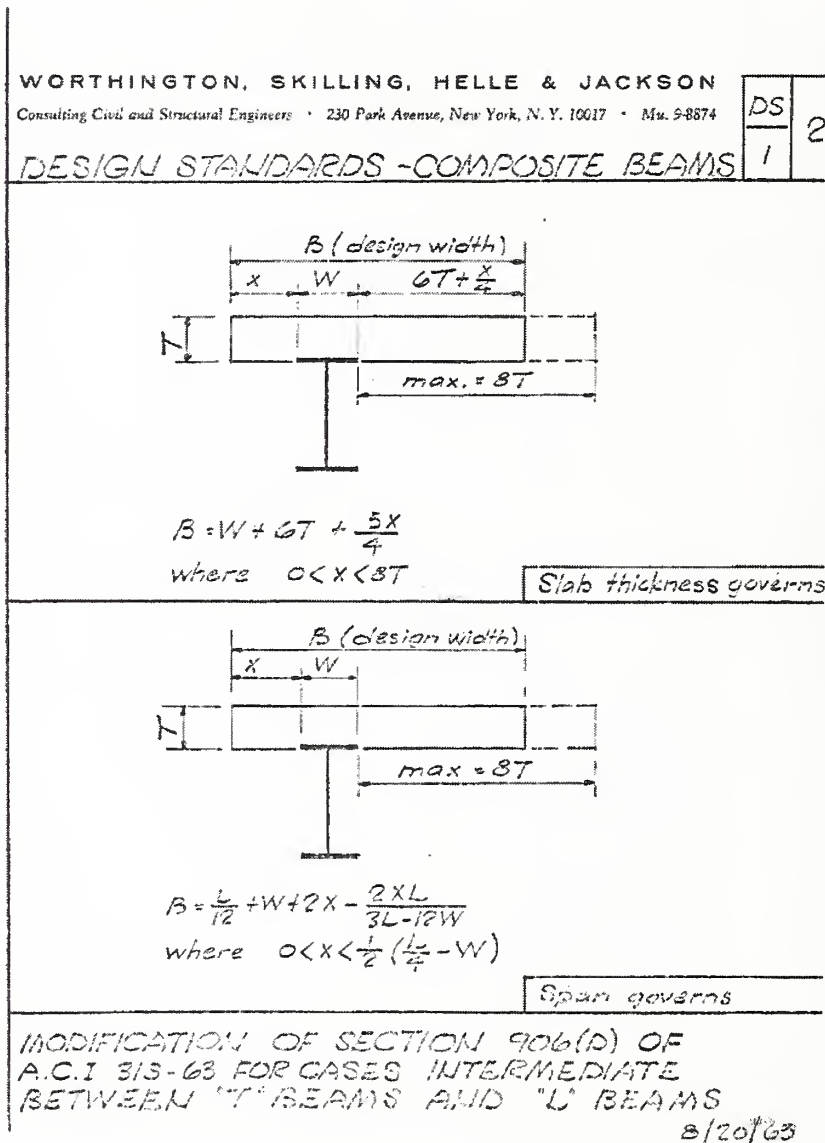 WORTHINGTON, SKILLING, HELLE & JACKSON
Consulting Civil and Structural Engineers • 230 Park Avenue, New York, N. Y. 10017 • Mu. 9-8874
DS
1
2
DESIGN STANDARDS - COMPOSITE BEAMS
B (design width)
x W 6T + x/4
T
max. = 8T
B = W + 6T + 5x/4
where 0 < x < 8T
Slab thickness governs
B (design width)
x W
T
max = 8T
B = L/12 + W + 2x - 2XL/3L-12W
where 0 < x < 1/2 (L/4 - W)
Span governs
MODIFICATION OF SECTION 906(D) OF
A.C.I 318-63 FOR CASES INTERMEDIATE
BETWEEN "T" BEAMS AND "L" BEAMS
8/20/63